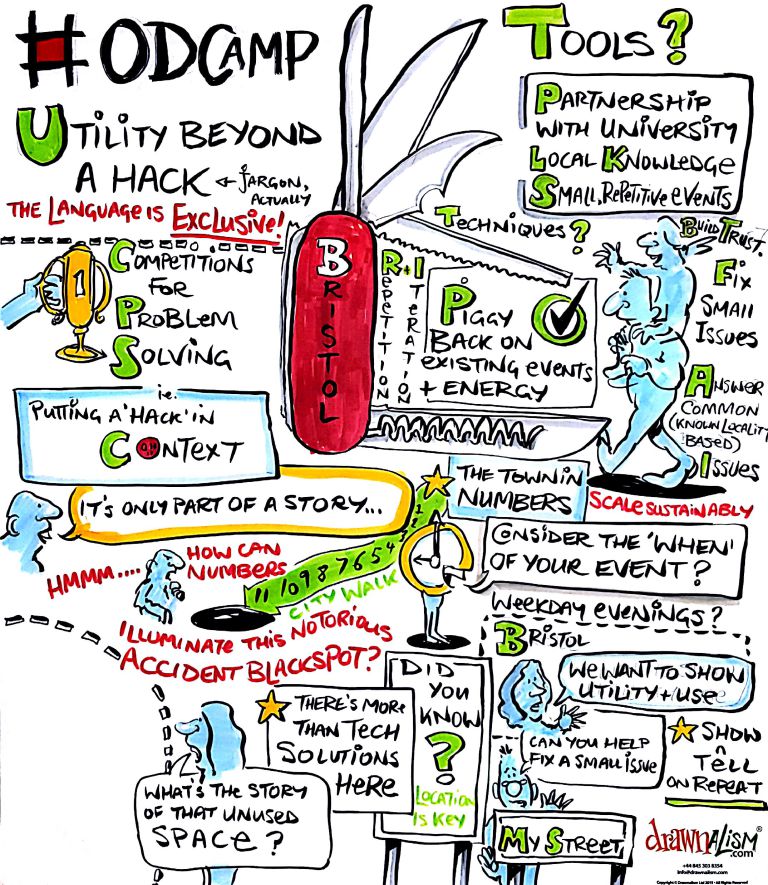 #ODCAMP
UTILITY BEYOND
A HACK ← JARGON,
ACTUALLY
THE LANGUAGE IS EXCLUSIVE!
TOOLS?
PARTNERSHIP
WITH UNIVERSITY
LOCAL KNOWLEDGE
SMALL, REPETITIVE EVENTS
1
COMPETITIONS
FOR
PROBLEM
SOLVING
ie.
PUTTING A 'HACK' IN
CONTEXT
BRISTOL
REPETITION
+
ITERATION
TECHNIQUES?
PIGGY
BACK ON
EXISTING EVENTS
+ ENERGY
BUILD TRUST.
FIX
SMALL
ISSUES
ANSWER
COMMON
(KNOWN LOCALITY
BASED)
ISSUES
SCALE SUSTAINABLY
IT'S ONLY PART OF A STORY...
THE TOWN IN
NUMBERS
HMMM....
HOW CAN
NUMBERS
11 10 9 8 7 6 5 4 3 2 1
CITY WALK
ILLUMINATE THIS NOTORIOUS
ACCIDENT BLACKSPOT?
CONSIDER THE 'WHEN'
OF YOUR EVENT?
WEEKDAY EVENINGS?
BRISTOL
WE WANT TO SHOW
UTILITY + USE
CAN YOU HELP
FIX A SMALL ISSUE
SHOW
TELL
ON REPEAT
THERE'S MORE
THAN TECH
SOLUTIONS
HERE
DID
YOU
KNOW
?
LOCATION
IS KEY
WHAT'S THE STORY
OF THAT UNUSED
SPACE?
MY STREET
drawnALISM®
.com
+44 845 303 8354
info@drawnalism.com